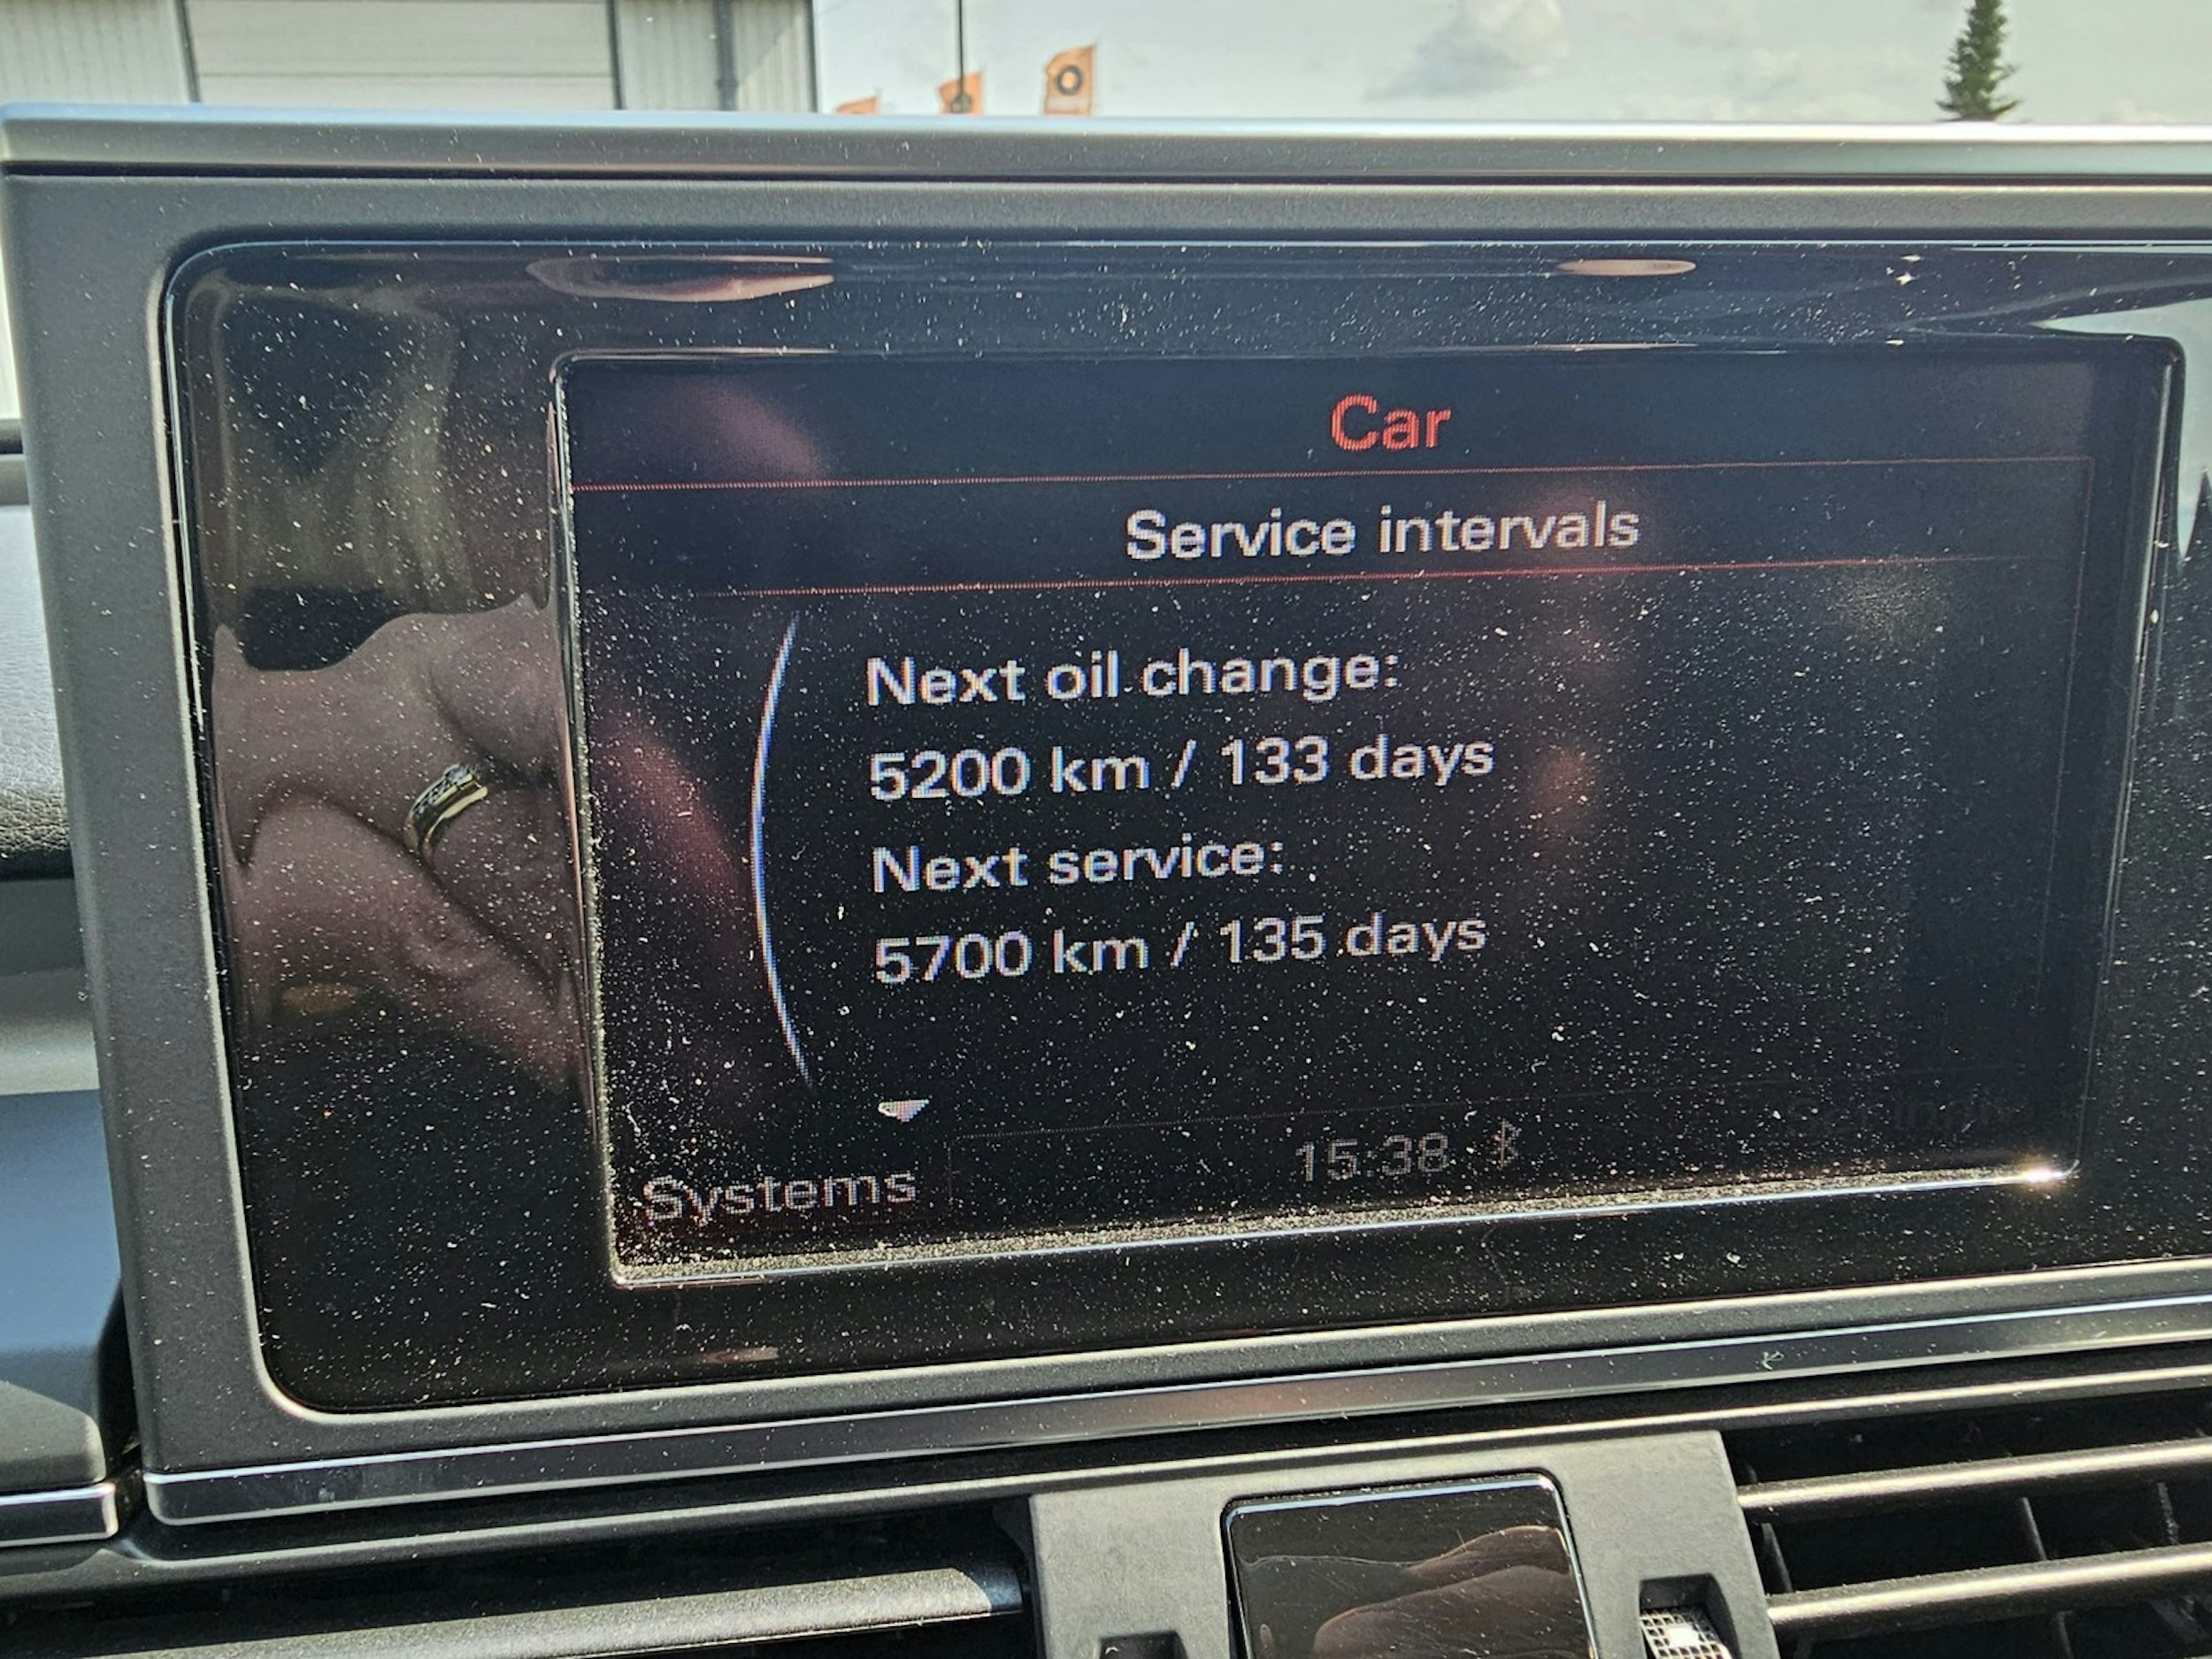 Car
Service intervals
Next oil change:
5200 km / 133 days
Next service:
5700 km / 135 days
15:38
Systems